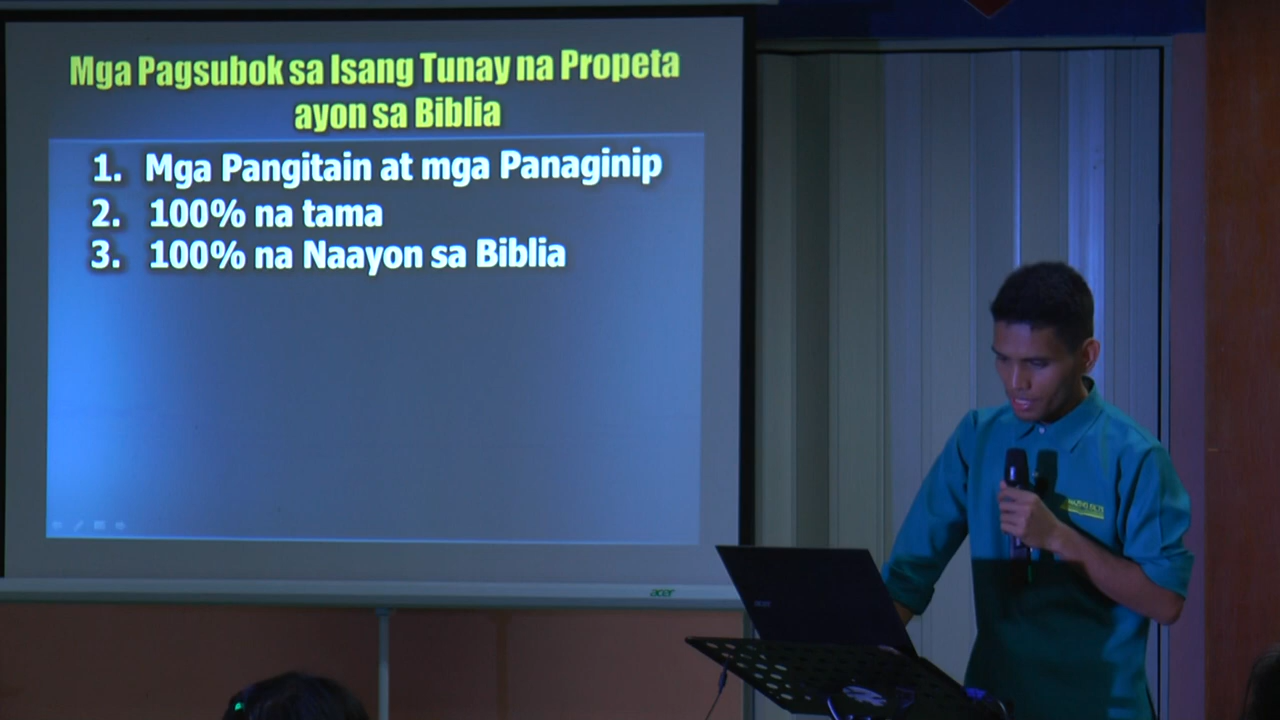 Mga Pagsubok sa Isang Tunay na Propeta
ayon sa Biblia
1. Mga Pangitain at mga Panaginip
2. 100% na tama
3. 100% na Naayon sa Biblia
acer